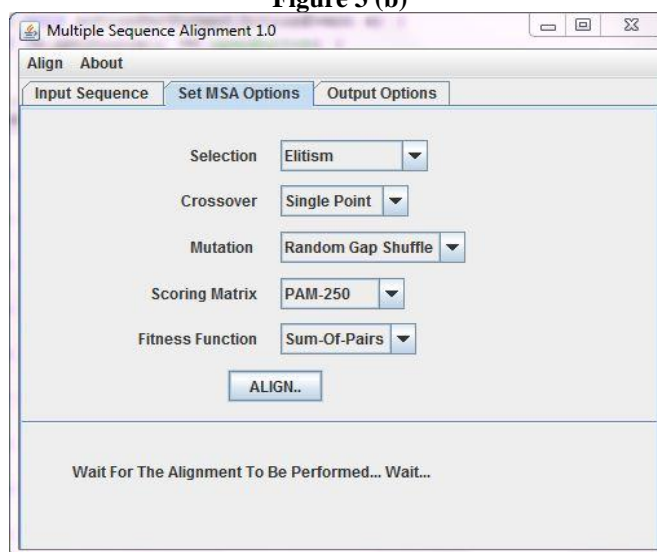 Multiple Sequence Alignment 1.0
Align About
Input Sequence Set MSA Options Output Options
Selection Elitism
Crossover Single Point
Mutation Random Gap Shuffle
Scoring Matrix PAM-250
Fitness Function Sum-Of-Pairs
ALIGN..
Wait For The Alignment To Be Performed... Wait...